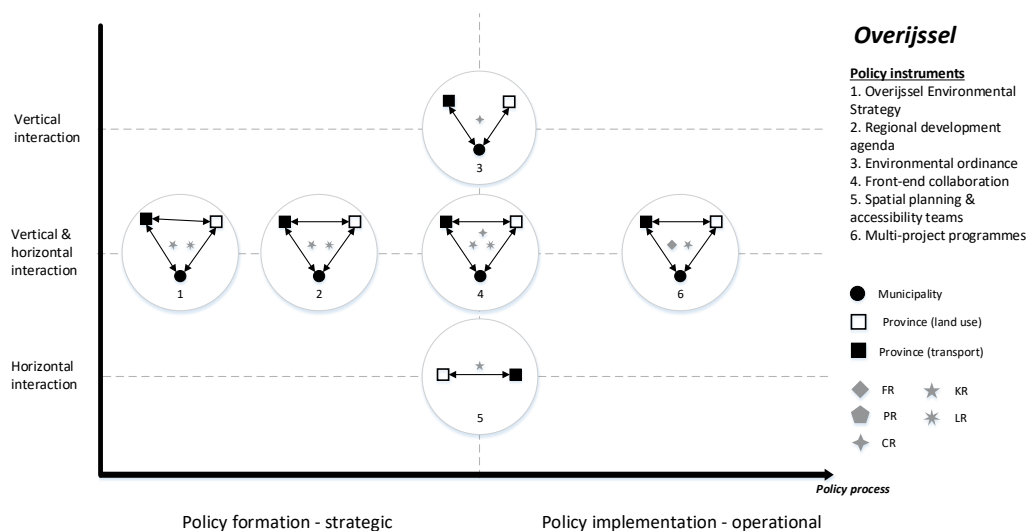 Overijssel
Policy instruments
1. Overijssel Environmental
Strategy
2. Regional development
agenda
3. Environmental ordinance
4. Front-end collaboration
5. Spatial planning &
accessibility teams
6. Multi-project programmes
Vertical
interaction
3
Vertical &
horizontal
interaction
1
2
4
6
Horizontal
interaction
5
Municipality
Province (land use)
Province (transport)
FR
KR
PR
LR
CR
Policy process
Policy formation - strategic
Policy implementation - operational